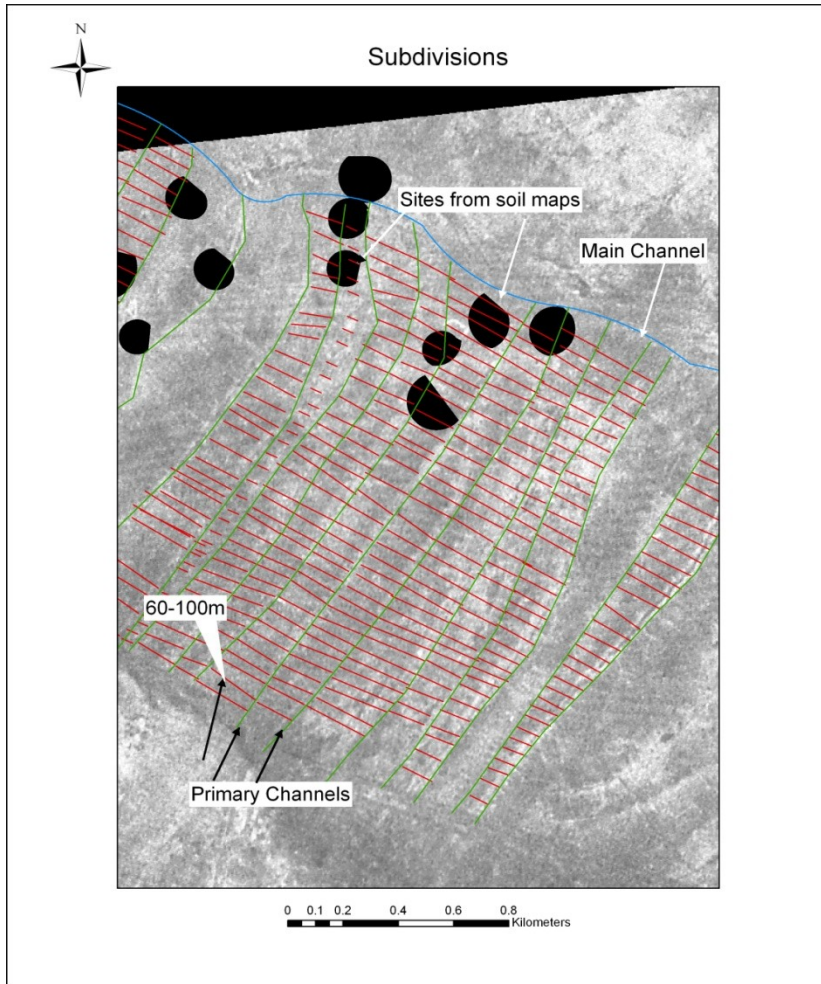 N
Subdivisions
Sites from soil maps
Main Channel
60-100m
Primary Channels
0 0.1 0.2 0.4 0.6 0.8
Kilometers